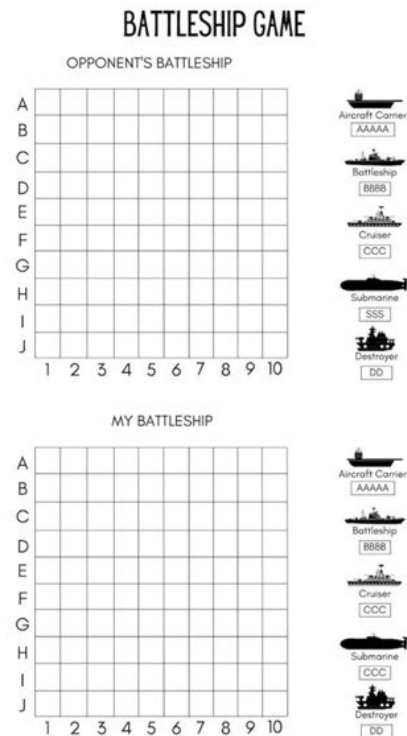 BATTLESHIP GAME
OPPONENT'S BATTLESHIP
A
B
C
D
E
F
G
H
I
J
1 2 3 4 5 6 7 8 9 10
Aircraft Carrier
AAAAA
Battleship
BBBB
Cruiser
CCC
Submarine
SSS
Destroyer
DD
MY BATTLESHIP
A
B
C
D
E
F
G
H
I
J
1 2 3 4 5 6 7 8 9 10
Aircraft Carrier
AAAAA
Battleship
BBBB
Cruiser
CCC
Submarine
CCC
Destroyer
DD